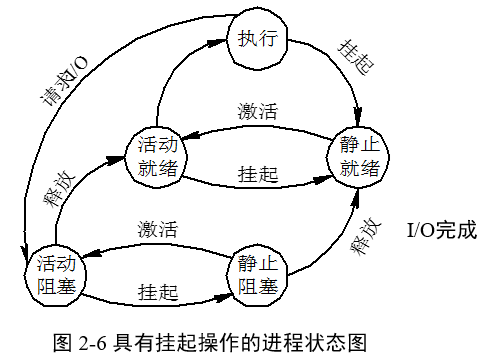 执行
请求I/O
挂起
激活
活动
就绪
静止
就绪
挂起
释放
释放
I/O完成
激活
活动
阻塞
静止
阻塞
挂起
图 2-6 具有挂起操作的进程状态图